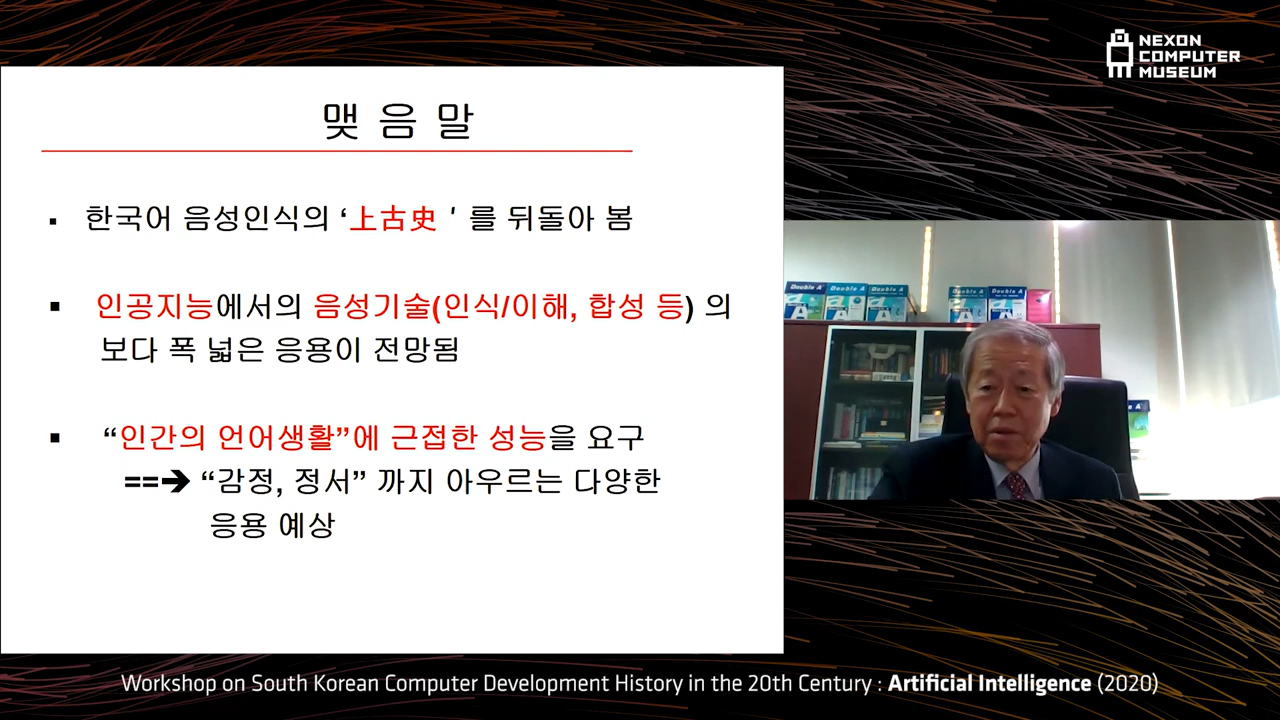 NEXON
COMPUTER
MUSEUM
맺 음 말
▪ 한국어 음성인식의 ‘上古史 ’ 를 뒤돌아 봄
▪ 인공지능에서의 음성기술(인식/이해, 합성 등) 의
보다 폭 넓은 응용이 전망됨
▪ “인간의 언어생활”에 근접한 성능을 요구
==➔ “감정, 정서” 까지 아우르는 다양한
응용 예상
Double A
Double A
Double A
Double A
Double A
Workshop on South Korean Computer Development History in the 20th Century : Artificial Intelligence (2020)